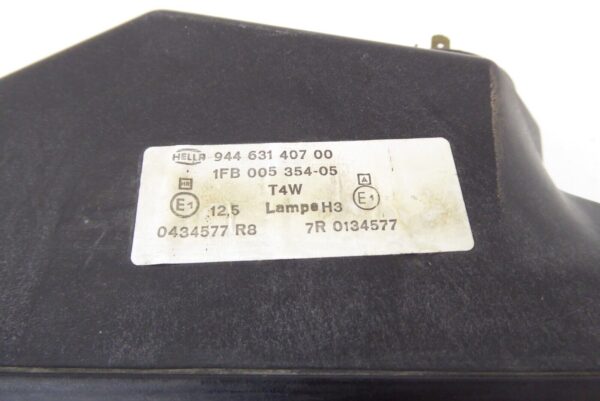 HELLA 944 631 407 00
1FB 005 354-05
HR T4W A
E1 12,5 Lampe H3 E1
0434577 R8 7R 0134577